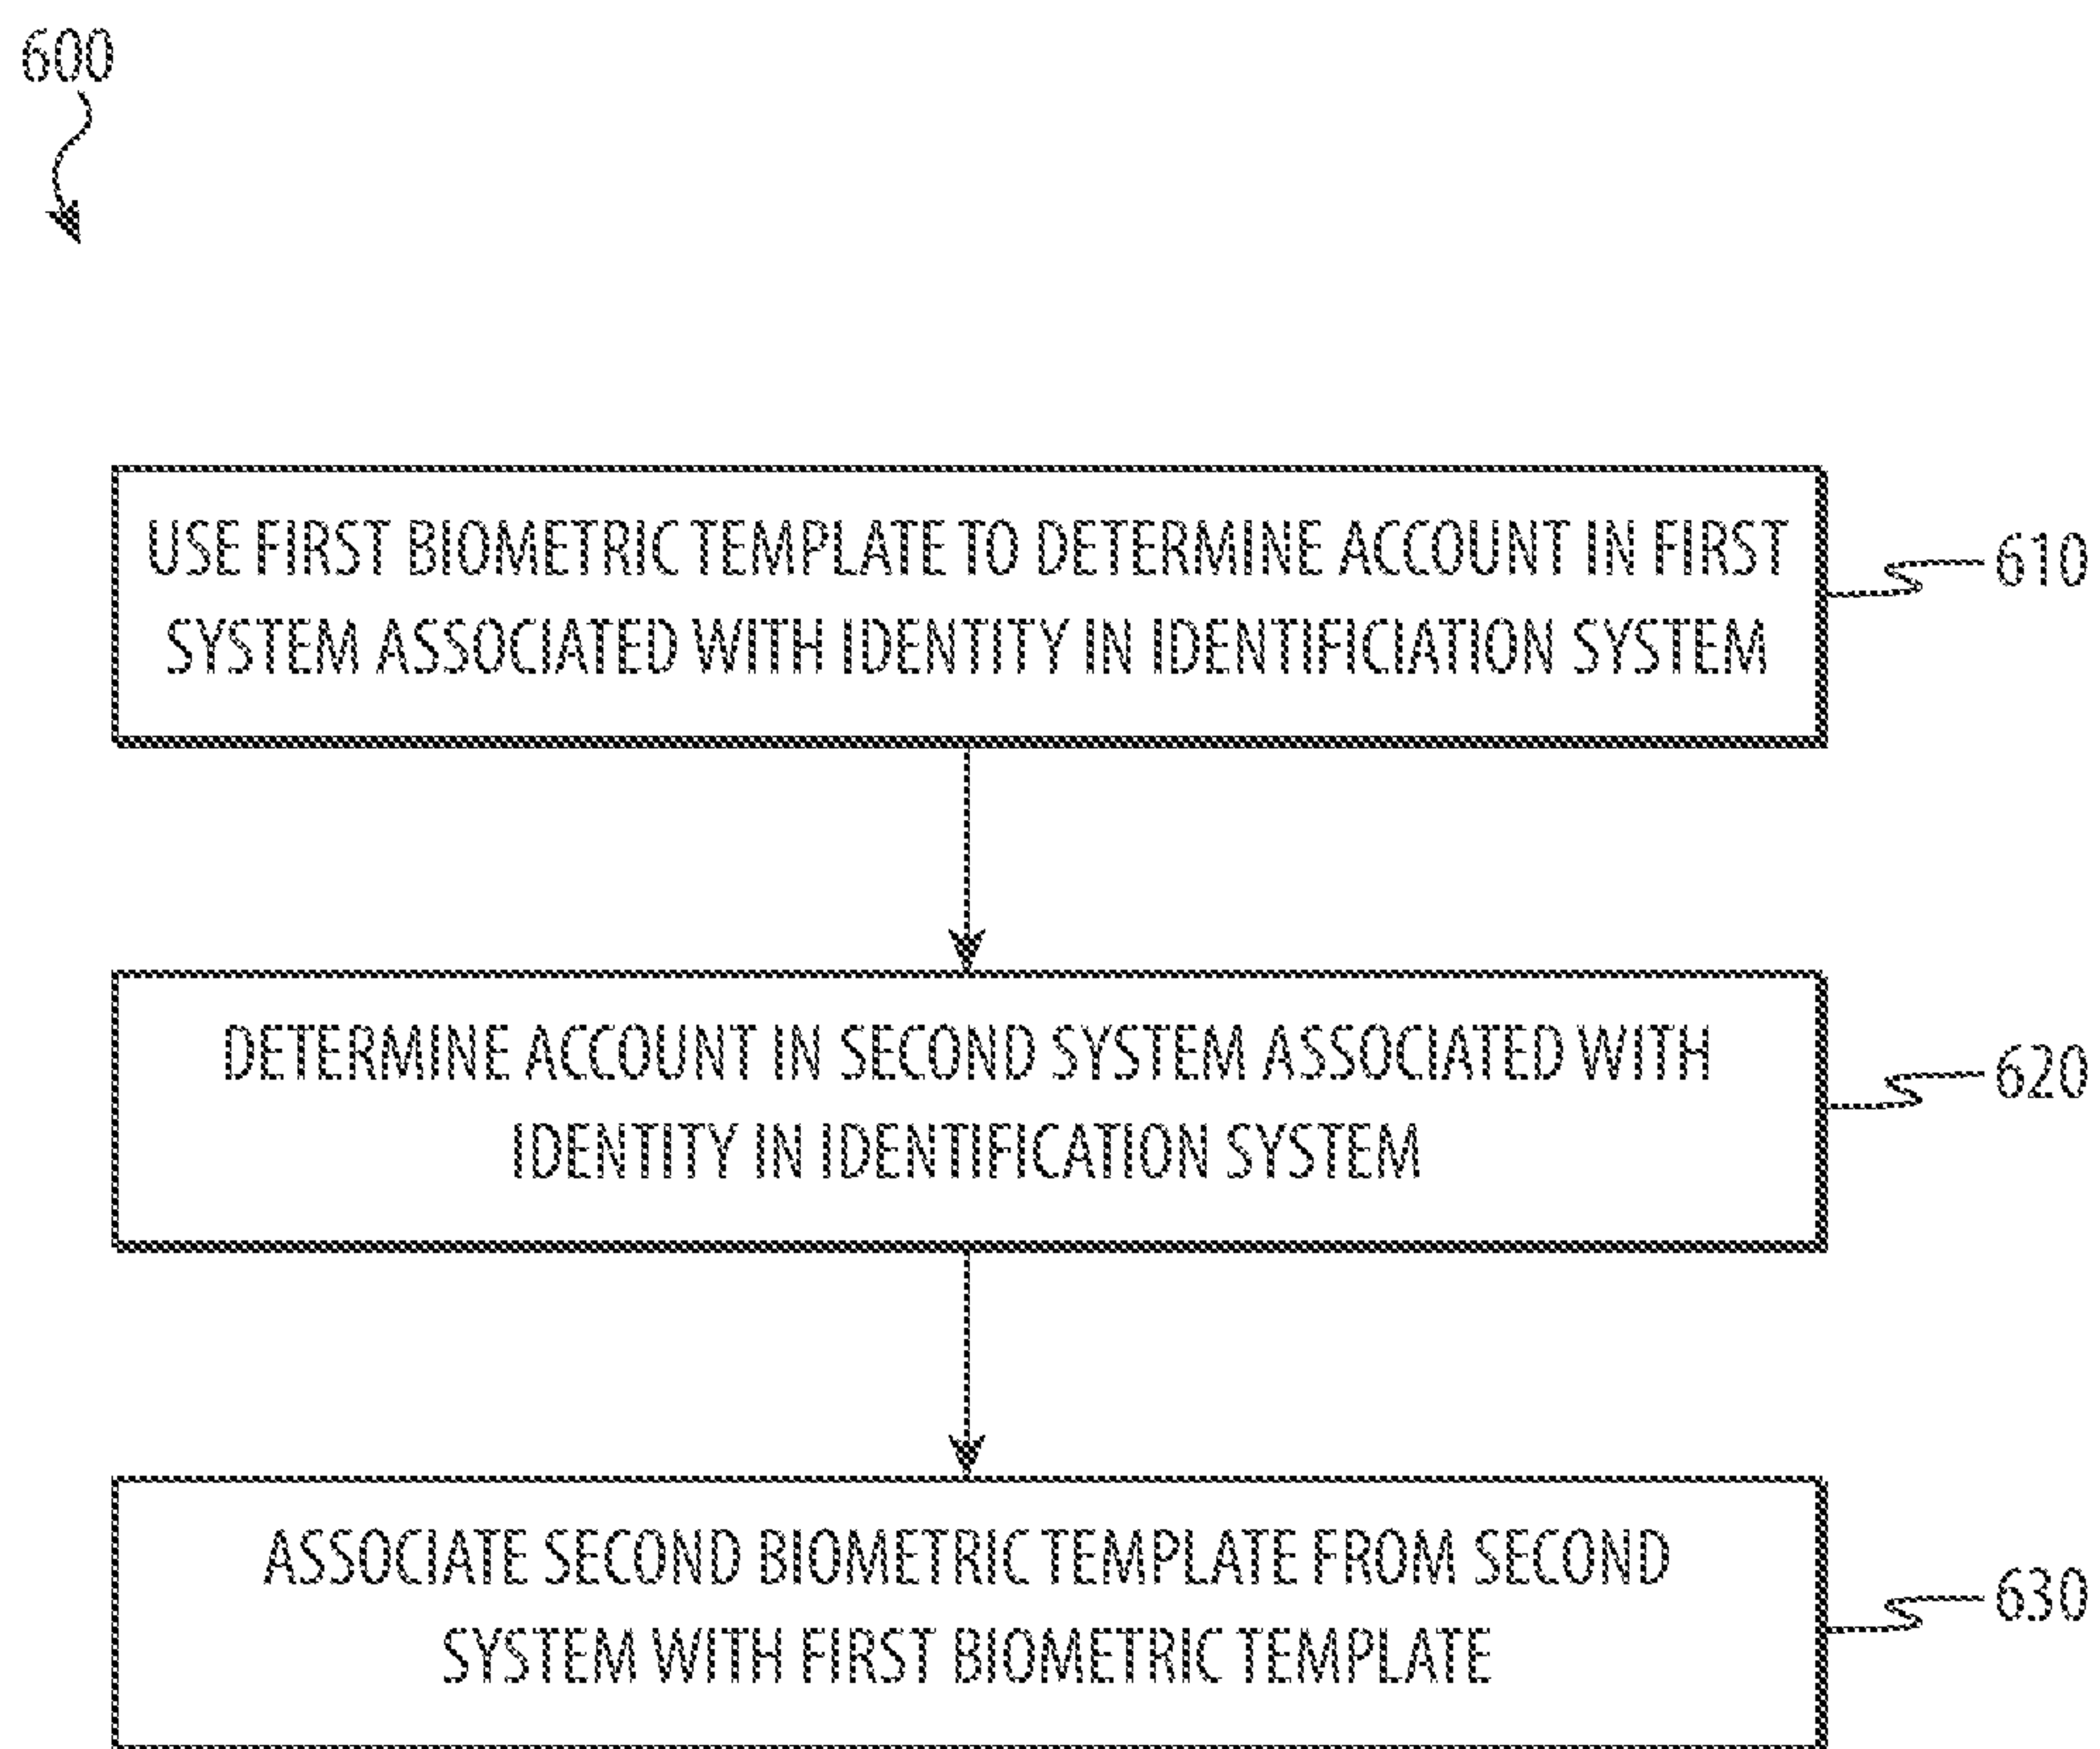 600
USE FIRST BIOMETRIC TEMPLATE TO DETERMINE ACCOUNT IN FIRST
SYSTEM ASSOCIATED WITH IDENTITY IN IDENTIFICIATION SYSTEM
610
DETERMINE ACCOUNT IN SECOND SYSTEM ASSOCIATED WITH
IDENTITY IN IDENTIFICATION SYSTEM
620
ASSOCIATE SECOND BIOMETRIC TEMPLATE FROM SECOND
SYSTEM WITH FIRST BIOMETRIC TEMPLATE
630